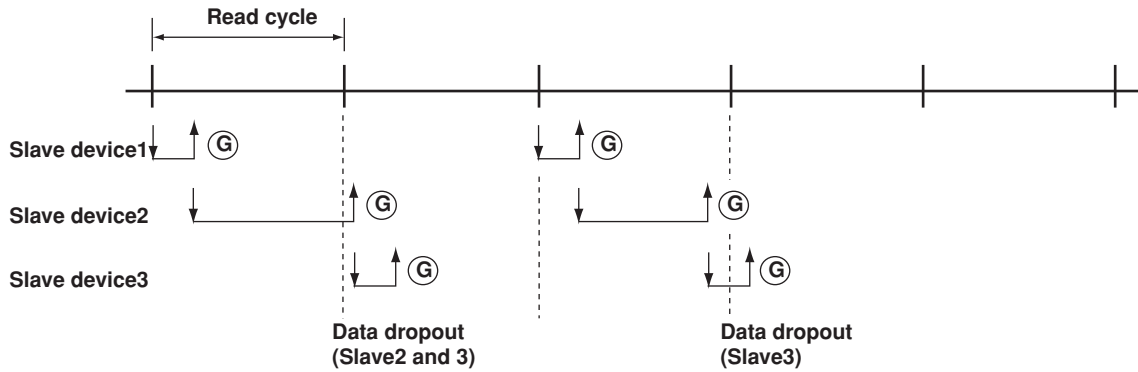 Read cycle
Slave device1
G
G
Slave device2
G
G
Slave device3
G
G
Data dropout
(Slave2 and 3)
Data dropout
(Slave3)